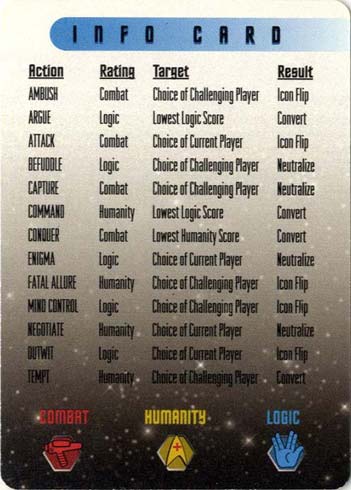 INFO CARD
Action Rating Target Result
AMBUSH Combat Choice of Challenging Player Icon Flip
ARGUE Logic Lowest Logic Score Convert
ATTACK Combat Choice of Current Player Icon Flip
BEFUDDLE Logic Choice of Challenging Player Neutralize
CAPTURE Combat Choice of Challenging Player Neutralize
COMMAND Humanity Lowest Logic Score Convert
CONQUER Combat Lowest Humanity Score Convert
ENIGMA Logic Choice of Current Player Neutralize
FATAL ALLURE Humanity Choice of Challenging Player Icon Flip
MIND CONTROL Logic Choice of Challenging Player Icon Flip
NEGOTIATE Humanity Choice of Current Player Neutralize
OUTWIT Logic Choice of Current Player Icon Flip
TEMPT Humanity Choice of Challenging Player Convert
COMBAT HUMANITY LOGIC